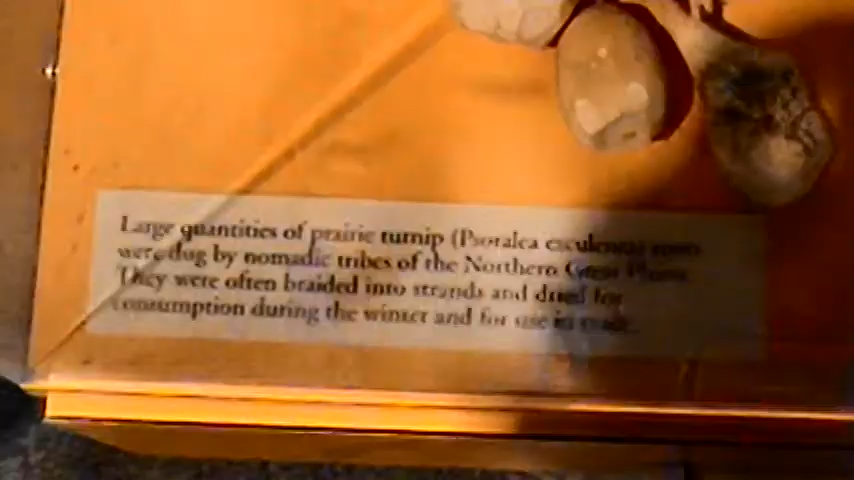 Large quantities of prairie turnip (Psoralea esculenta) roots
were dug by nomadic tribes of the Northern Great Plains.
They were often braided into strands and dried for
consumption during the winter and for use in trade.